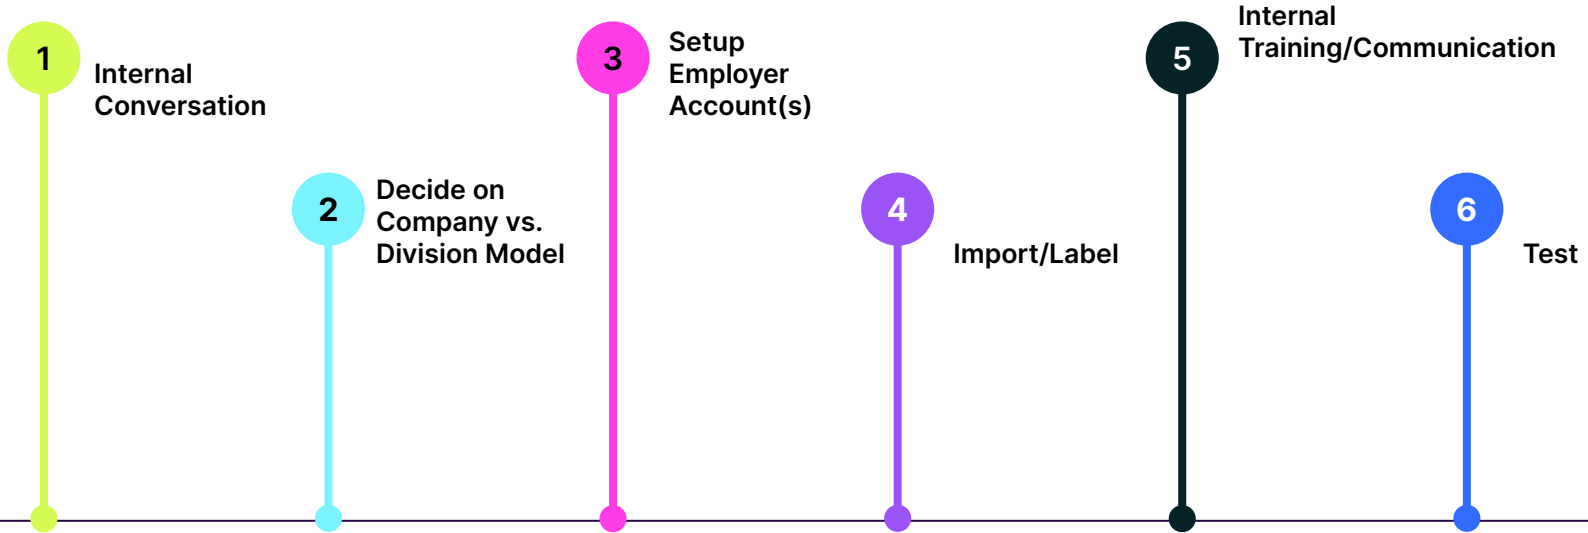 1
Internal
Conversation
2
Decide on
Company vs.
Division Model
3
Setup
Employer
Account(s)
4
Import/Label
5
Internal
Training/Communication
6
Test